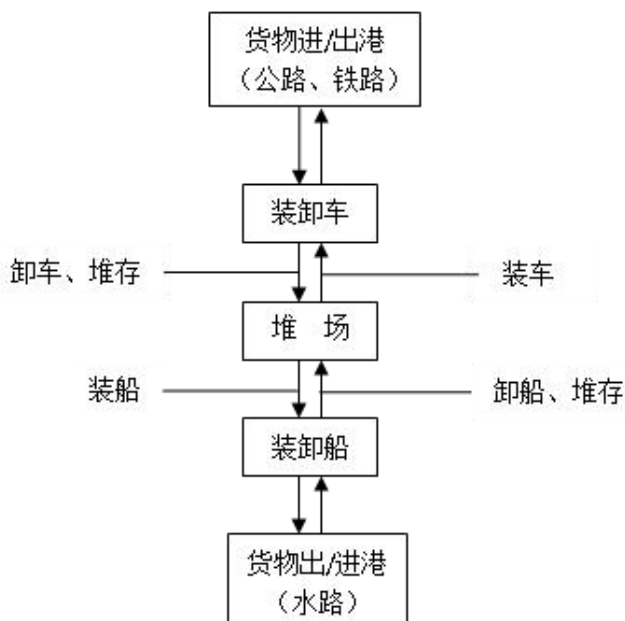 货物进/出港
（公路、铁路）
装卸车
卸车、堆存
装车
堆 场
装船
卸船、堆存
装卸船
货物出/进港
（水路）